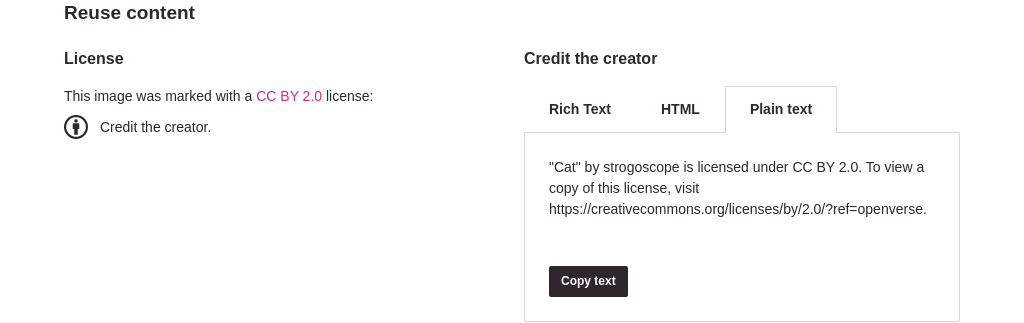 Reuse content
License
This image was marked with a CC BY 2.0 license:
Credit the creator.
Credit the creator
Rich Text
HTML
Plain text
"Cat" by strogoscope is licensed under CC BY 2.0. To view a
copy of this license, visit
https://creativecommons.org/licenses/by/2.0/?ref=openverse.
Copy text